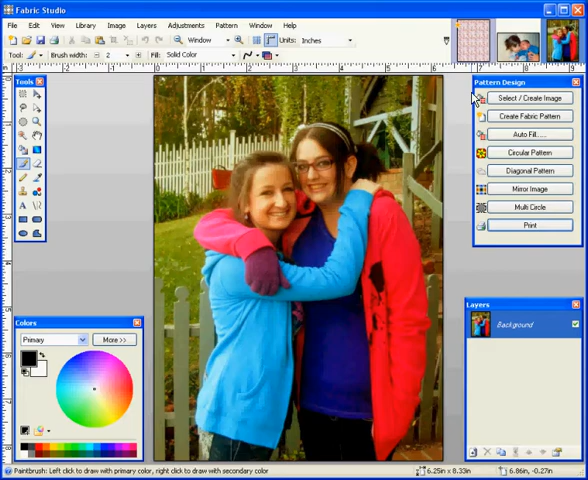 Fabric Studio
File Edit View Library Image Layers Adjustments Pattern Window Help
Window Units: Inches
Tool: Brush width: 2 Fill: Solid Color
Tools
Pattern Design
Select / Create Image
Create Fabric Pattern
Auto Fill.....
Circular Pattern
Diagonal Pattern
Mirror Image
Multi Circle
Print
Layers
Background
Colors
Primary
More >>
Paintbrush: Left click to draw with primary color, right click to draw with secondary color
6.25in x 8.33in
6.86in, -0.27in